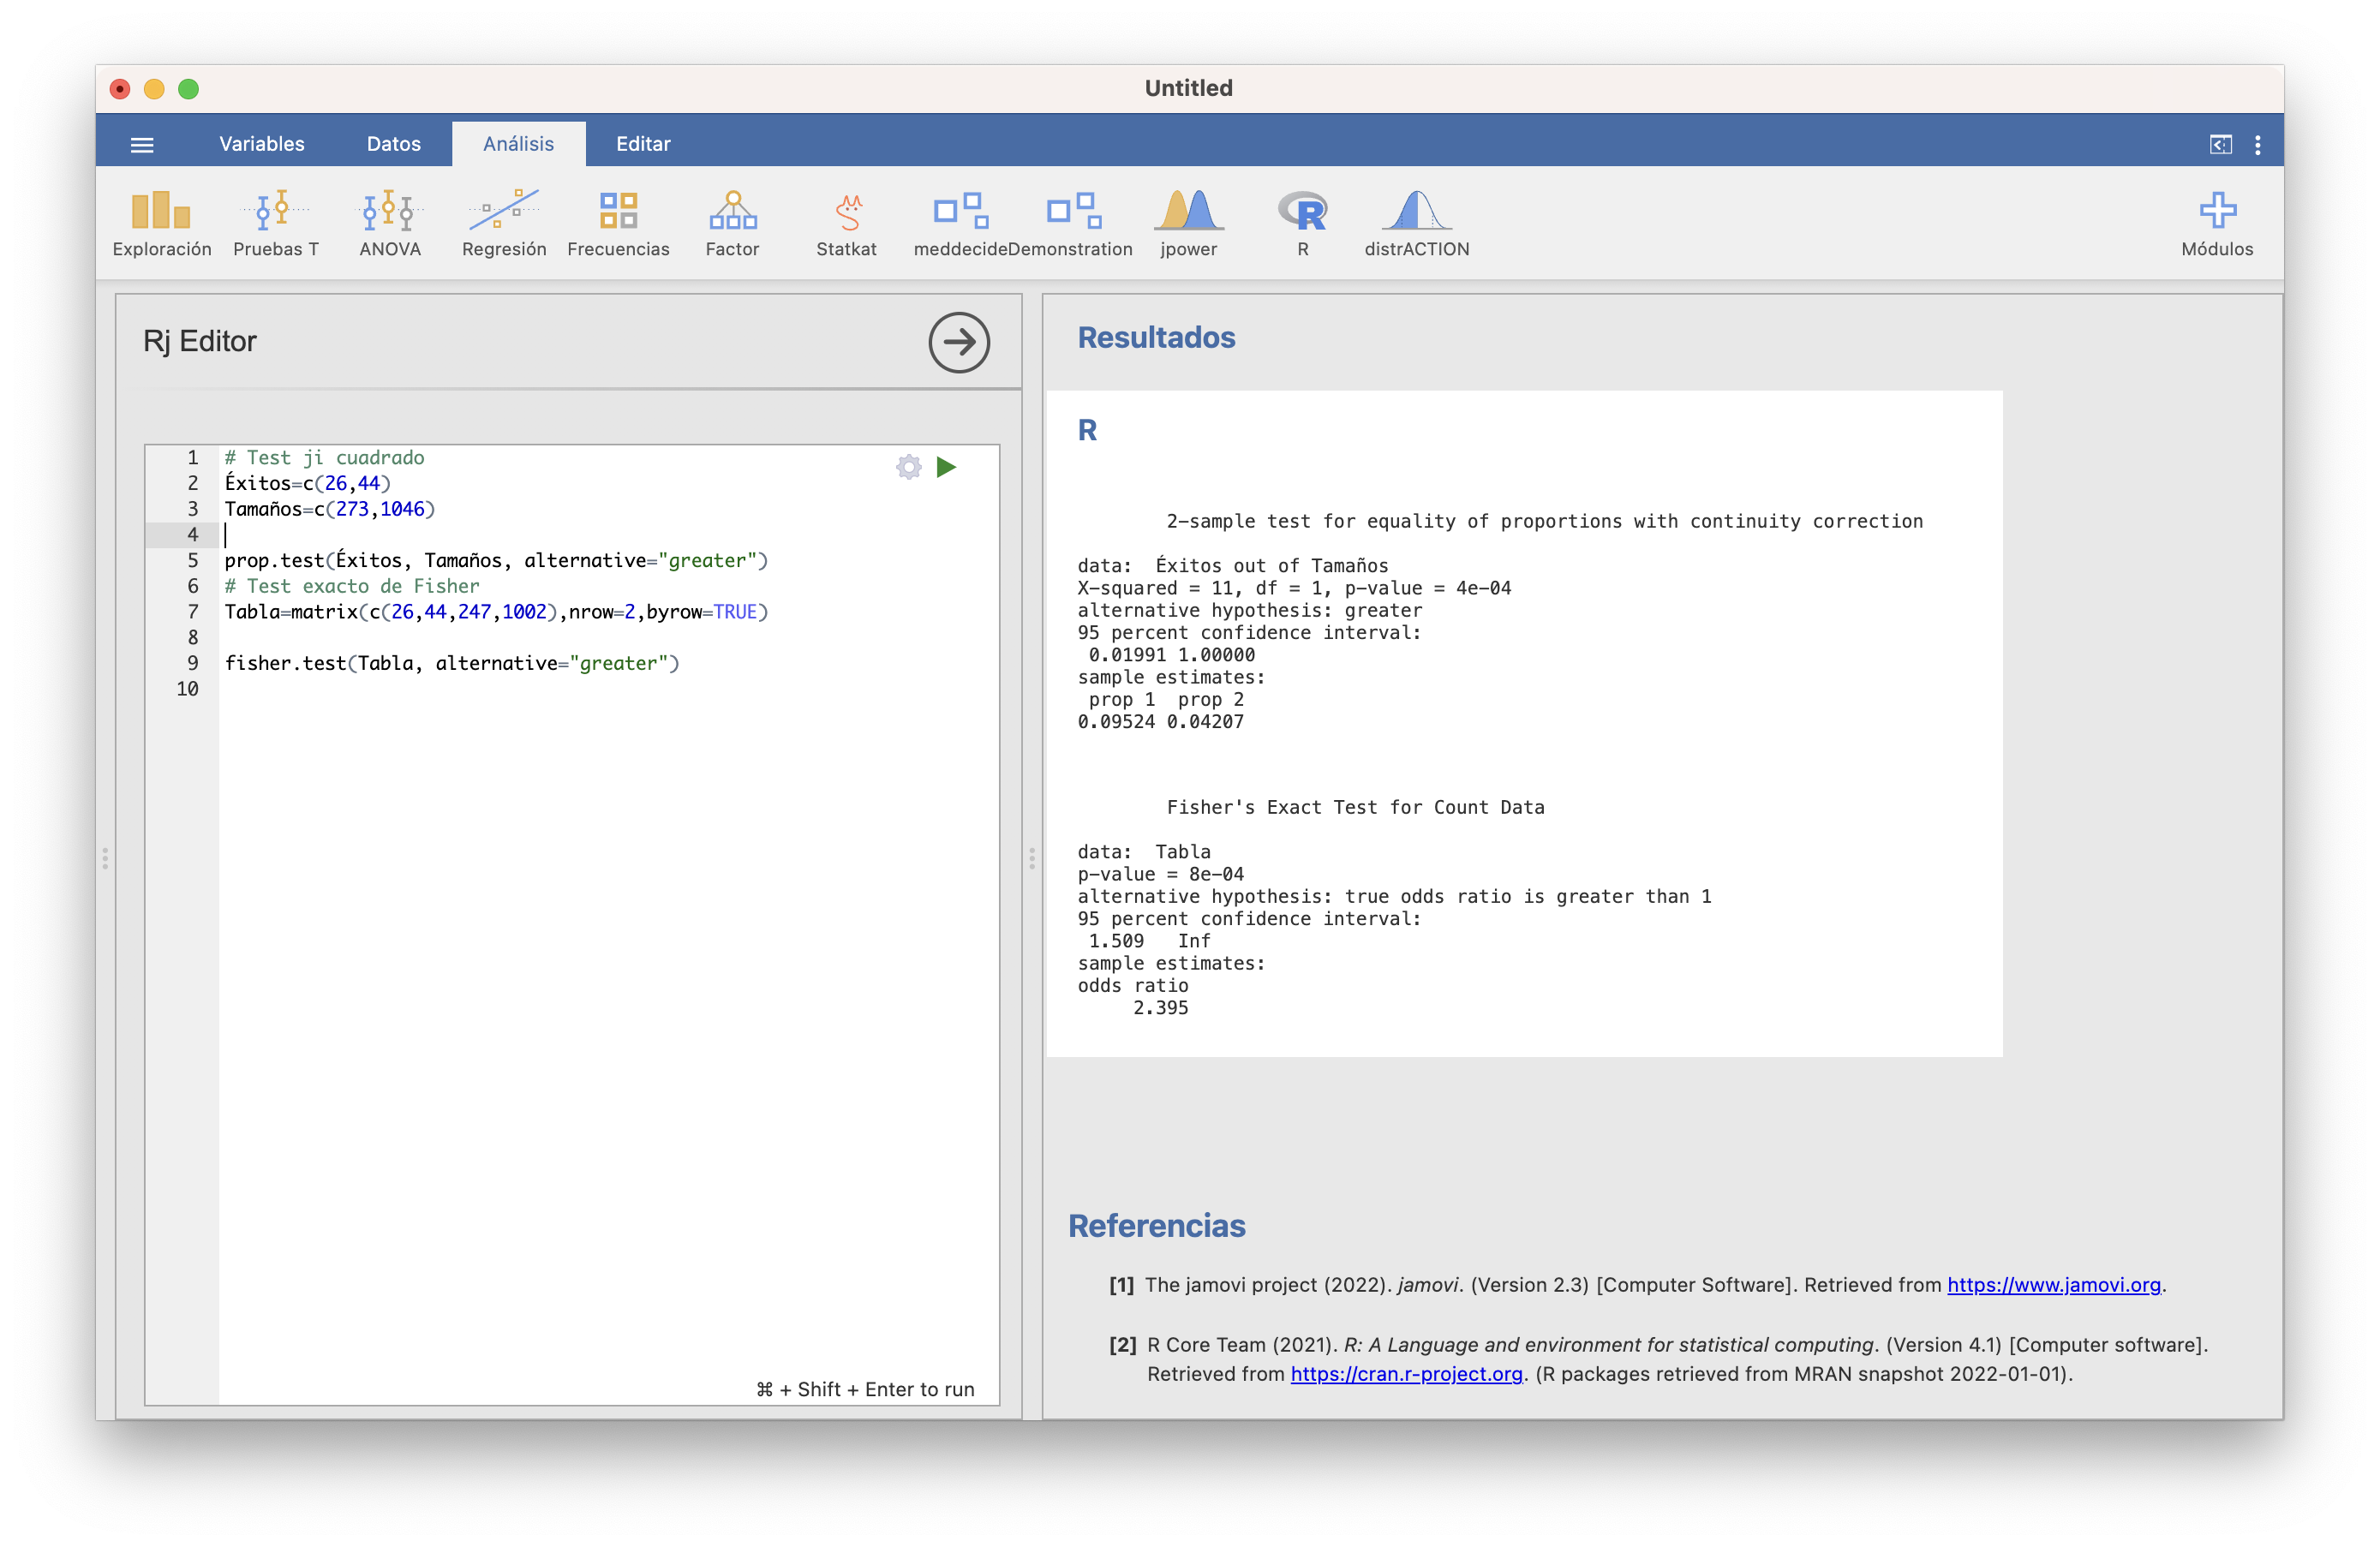 Untitled
Variables Datos Análisis Editar
Exploración Pruebas T ANOVA Regresión Frecuencias Factor Statkat meddecide Demonstration jpower R distrACTION Módulos
Rj Editor
1 # Test ji cuadrado
2 Éxitos=c(26,44)
3 Tamaños=c(273,1046)
4
5 prop.test(Éxitos, Tamaños, alternative="greater")
6 # Test exacto de Fisher
7 Tabla=matrix(c(26,44,247,1002),nrow=2,byrow=TRUE)
8
9 fisher.test(Tabla, alternative="greater")
10
⌘ + Shift + Enter to run
Resultados
R
2-sample test for equality of proportions with continuity correction
data:  Éxitos out of Tamaños
X-squared = 11, df = 1, p-value = 4e-04
alternative hypothesis: greater
95 percent confidence interval:
 0.01991 1.00000
sample estimates:
 prop 1  prop 2
0.09524 0.04207
Fisher's Exact Test for Count Data
data:  Tabla
p-value = 8e-04
alternative hypothesis: true odds ratio is greater than 1
95 percent confidence interval:
 1.509   Inf
sample estimates:
odds ratio
     2.395
Referencias
[1] The jamovi project (2022). jamovi. (Version 2.3) [Computer Software]. Retrieved from https://www.jamovi.org.
[2] R Core Team (2021). R: A Language and environment for statistical computing. (Version 4.1) [Computer software].
Retrieved from https://cran.r-project.org. (R packages retrieved from MRAN snapshot 2022-01-01).